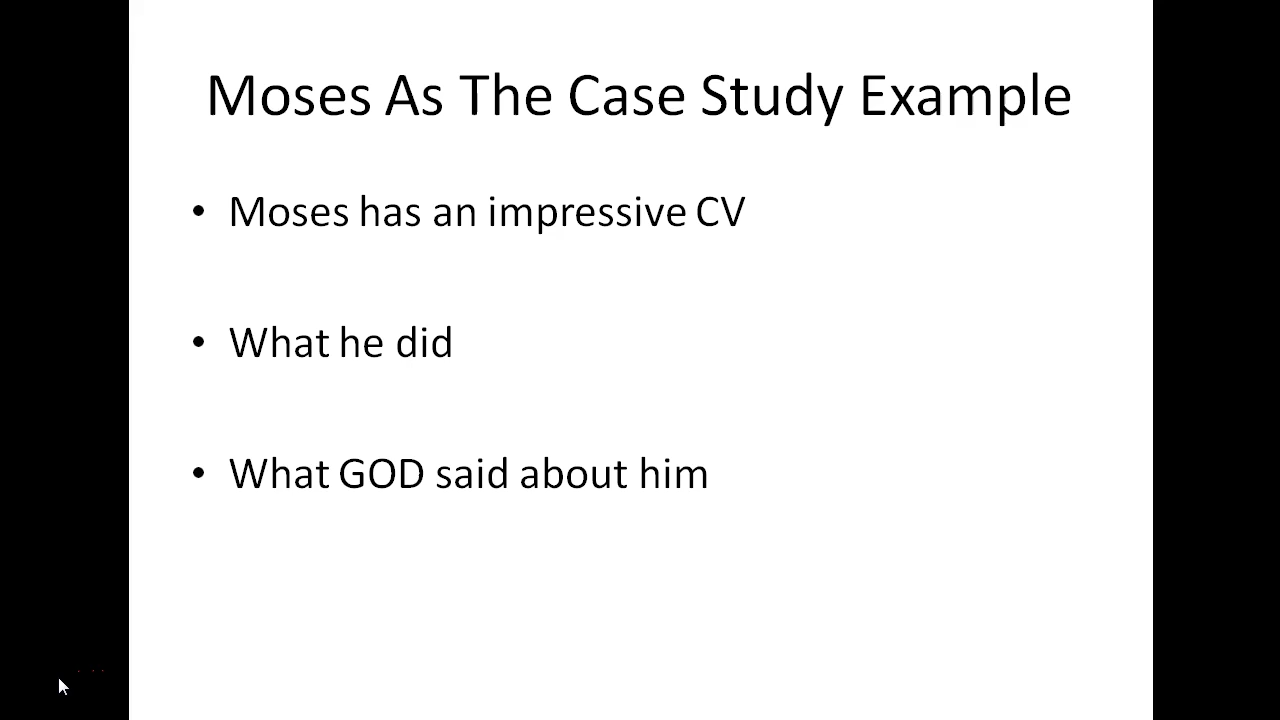 Moses As The Case Study Example
• Moses has an impressive CV
• What he did
• What GOD said about him